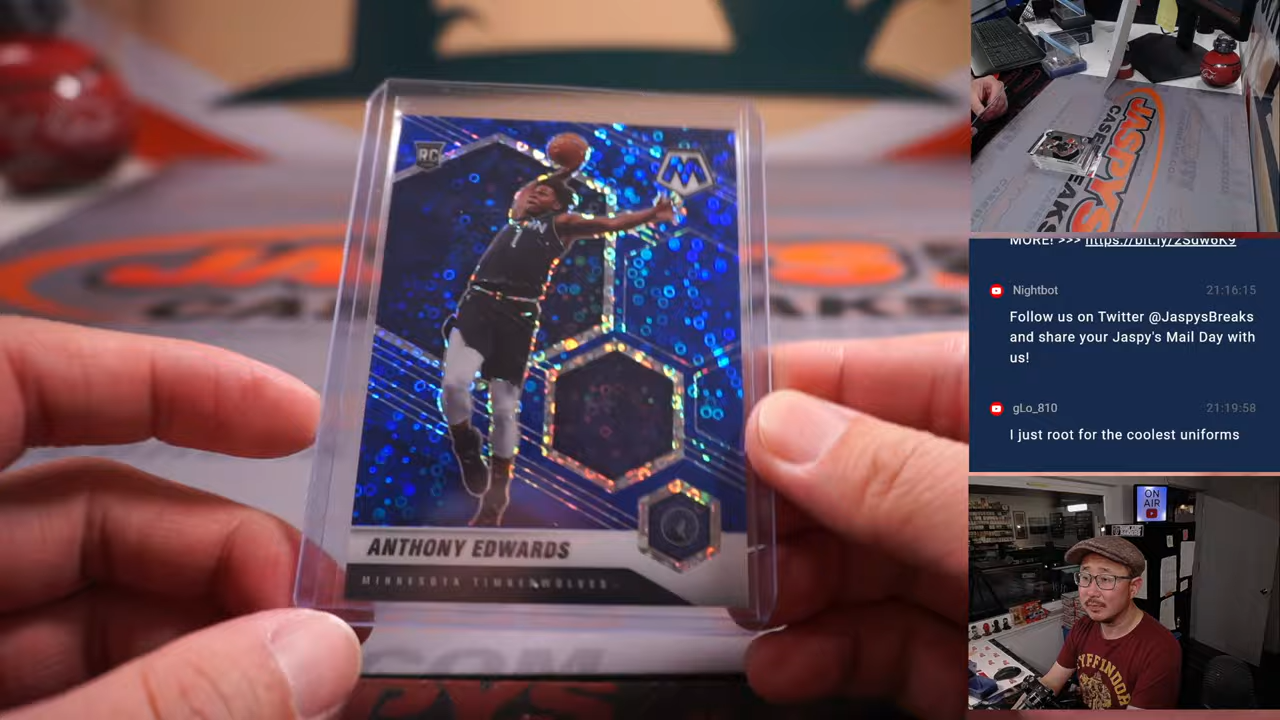 RC
1
ANTHONY EDWARDS
MINNESOTA TIMBERWOLVES
JASPYS
CASE BREAKS
MORE! >>> https://bit.ly/2Sdw6K9
Nightbot 21:16:15
Follow us on Twitter @JaspysBreaks
and share your Jaspy's Mail Day with
us!
gLo_810 21:19:58
I just root for the coolest uniforms
ON
AIR
GRYFFINDOR